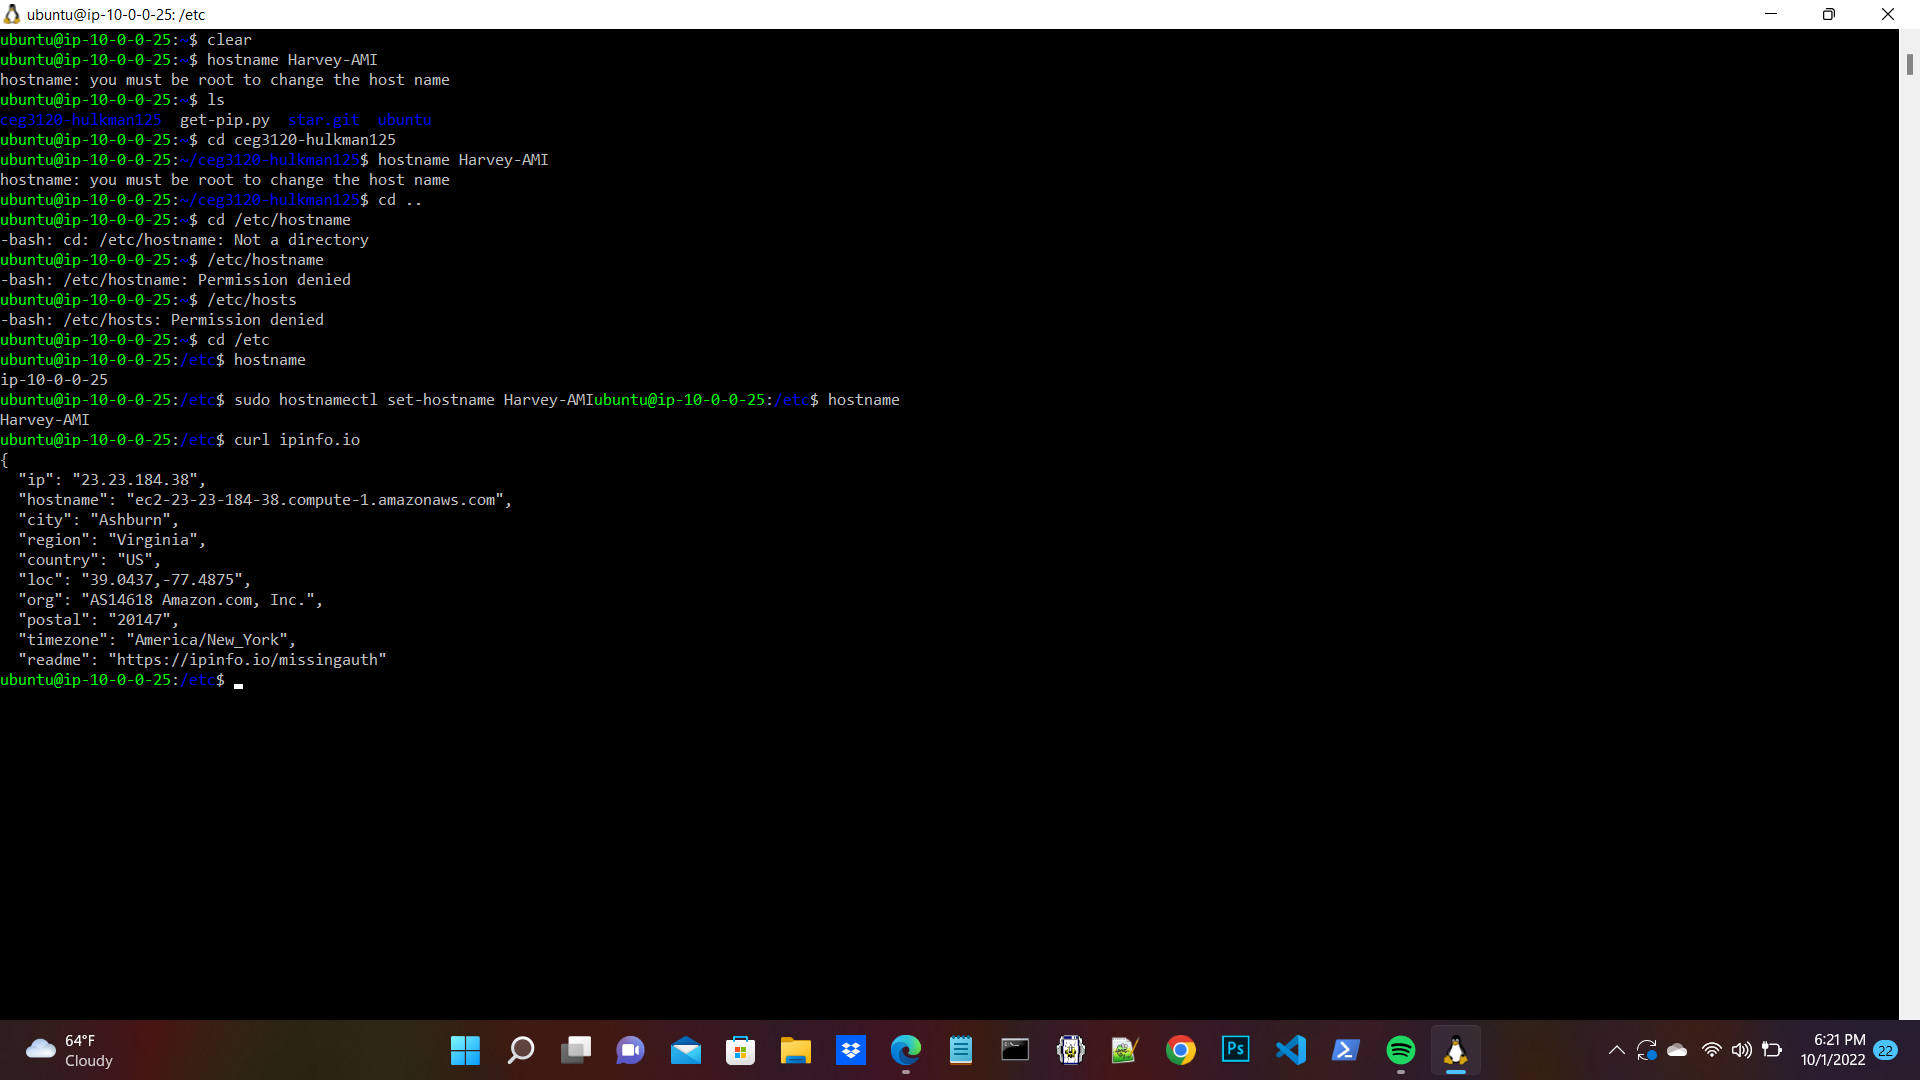 ubuntu@ip-10-0-0-25: /etc
ubuntu@ip-10-0-0-25:~$ clear
ubuntu@ip-10-0-0-25:~$ hostname Harvey-AMI
hostname: you must be root to change the host name
ubuntu@ip-10-0-0-25:~$ ls
ceg3120-hulkman125  get-pip.py  star.git  ubuntu
ubuntu@ip-10-0-0-25:~$ cd ceg3120-hulkman125
ubuntu@ip-10-0-0-25:~/ceg3120-hulkman125$ hostname Harvey-AMI
hostname: you must be root to change the host name
ubuntu@ip-10-0-0-25:~/ceg3120-hulkman125$ cd ..
ubuntu@ip-10-0-0-25:~$ cd /etc/hostname
-bash: cd: /etc/hostname: Not a directory
ubuntu@ip-10-0-0-25:~$ /etc/hostname
-bash: /etc/hostname: Permission denied
ubuntu@ip-10-0-0-25:~$ /etc/hosts
-bash: /etc/hosts: Permission denied
ubuntu@ip-10-0-0-25:~$ cd /etc
ubuntu@ip-10-0-0-25:/etc$ hostname
ip-10-0-0-25
ubuntu@ip-10-0-0-25:/etc$ sudo hostnamectl set-hostname Harvey-AMIubuntu@ip-10-0-0-25:/etc$ hostname
Harvey-AMI
ubuntu@ip-10-0-0-25:/etc$ curl ipinfo.io
{
  "ip": "23.23.184.38",
  "hostname": "ec2-23-23-184-38.compute-1.amazonaws.com",
  "city": "Ashburn",
  "region": "Virginia",
  "country": "US",
  "loc": "39.0437,-77.4875",
  "org": "AS14618 Amazon.com, Inc.",
  "postal": "20147",
  "timezone": "America/New_York",
  "readme": "https://ipinfo.io/missingauth"
ubuntu@ip-10-0-0-25:/etc$
64°F
Cloudy
Ps
6:21 PM
10/1/2022
22